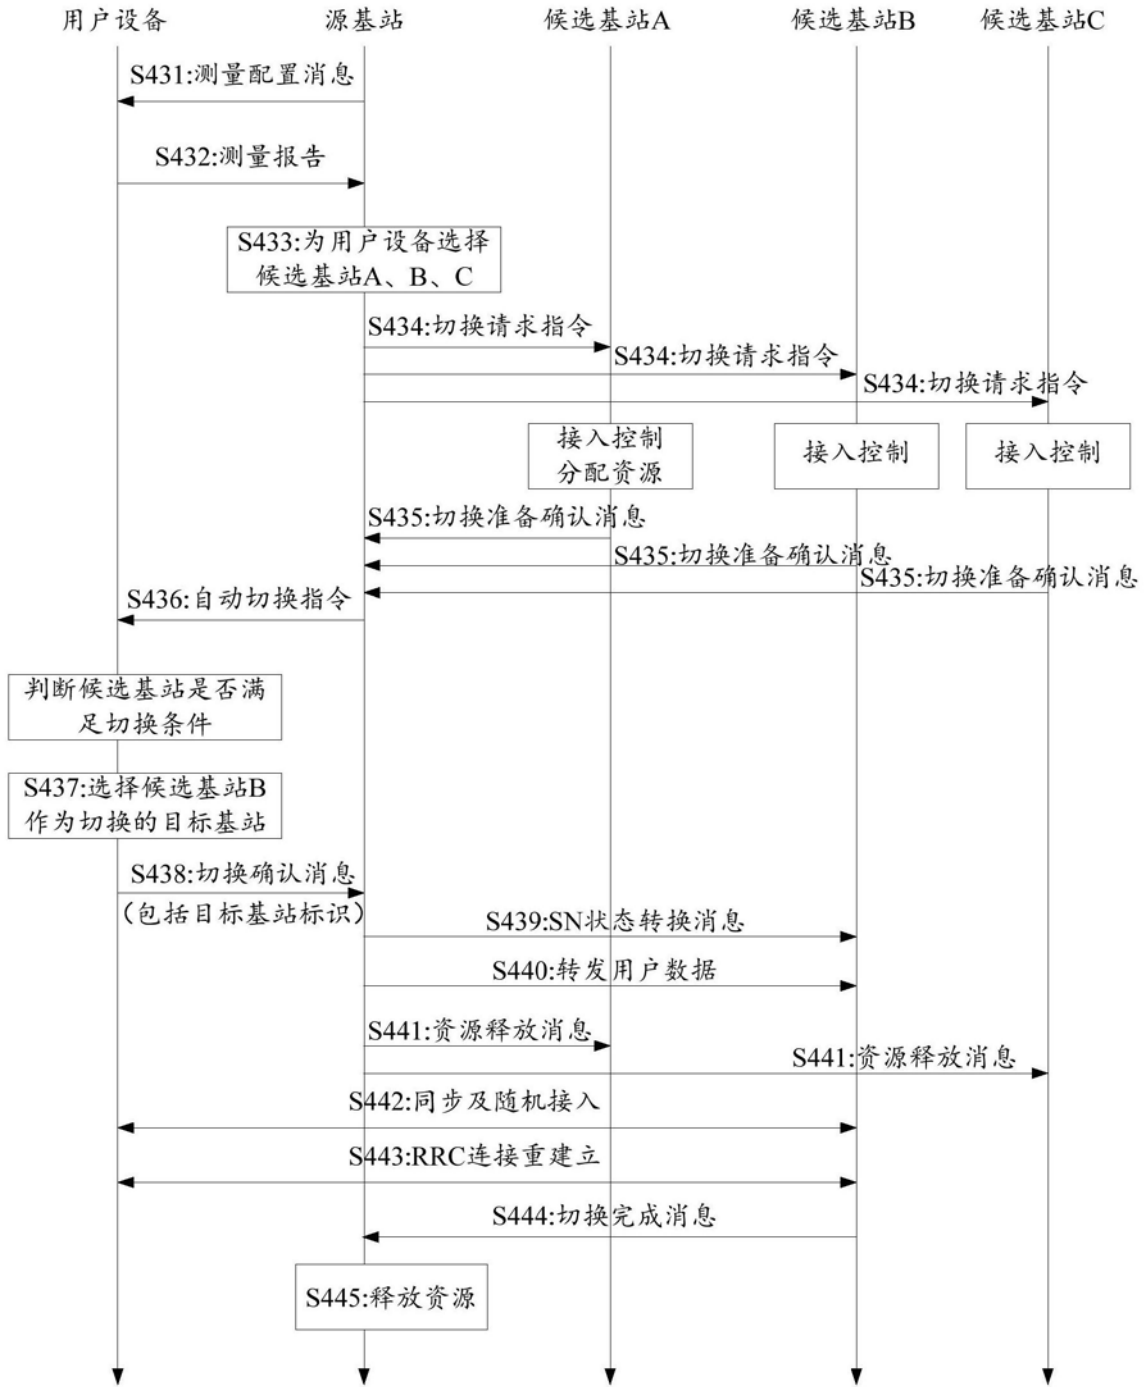 用户设备
源基站
候选基站A
候选基站B
候选基站C
S431:测量配置消息
S432:测量报告
S433:为用户设备选择
候选基站A、B、C
S434:切换请求指令
S434:切换请求指令
S434:切换请求指令
接入控制
分配资源
接入控制
接入控制
S435:切换准备确认消息
S435:切换准备确认消息
S435:切换准备确认消息
S436:自动切换指令
判断候选基站是否满
足切换条件
S437:选择候选基站B
作为切换的目标基站
S438:切换确认消息
(包括目标基站标识)
S439:SN状态转换消息
S440:转发用户数据
S441:资源释放消息
S441:资源释放消息
S442:同步及随机接入
S443:RRC连接重建立
S444:切换完成消息
S445:释放资源